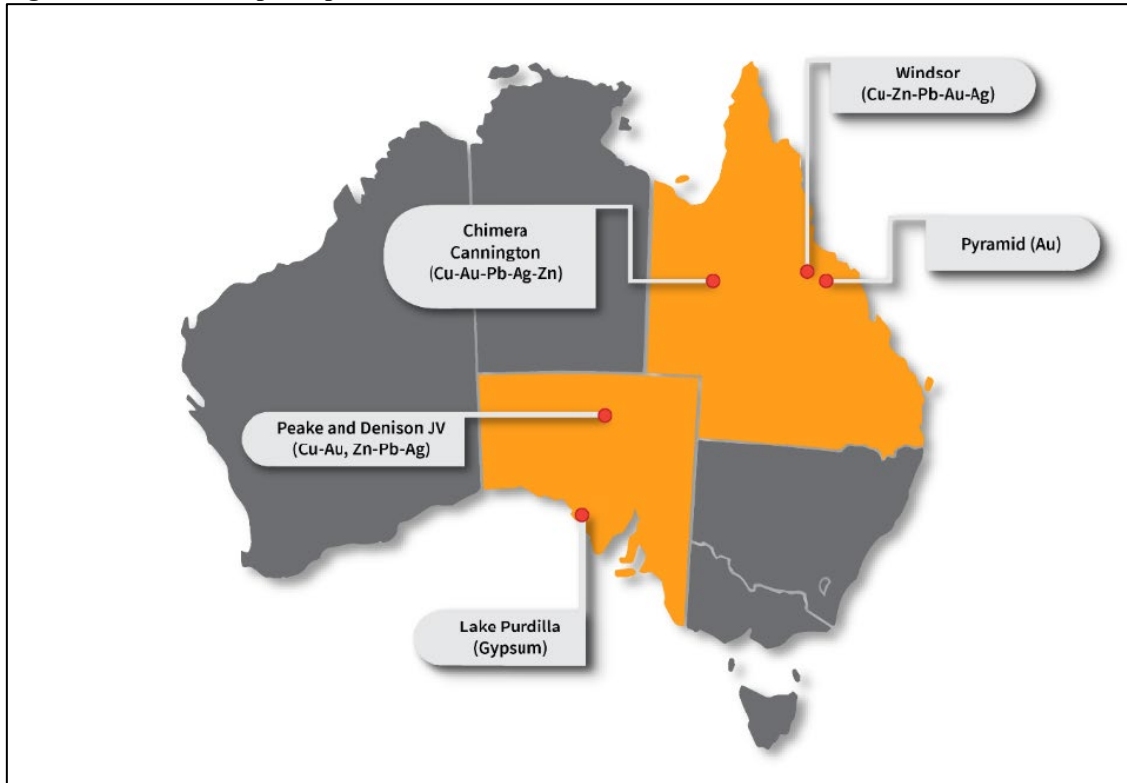 Windsor
(Cu-Zn-Pb-Au-Ag)
Chimera
Cannington
(Cu-Au-Pb-Ag-Zn)
Pyramid (Au)
Peake and Denison JV
(Cu-Au, Zn-Pb-Ag)
Lake Purdilla
(Gypsum)